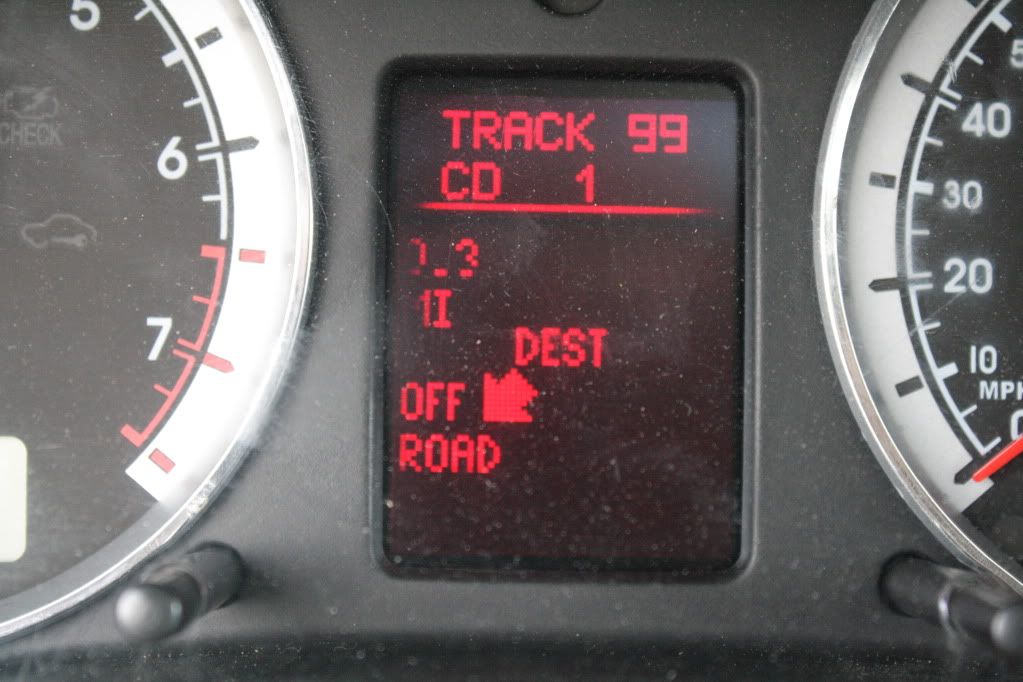 TRACK 99
CD 1
DEST
OFF
ROAD
5
6
7
CHECK
40
30
20
10
MPH